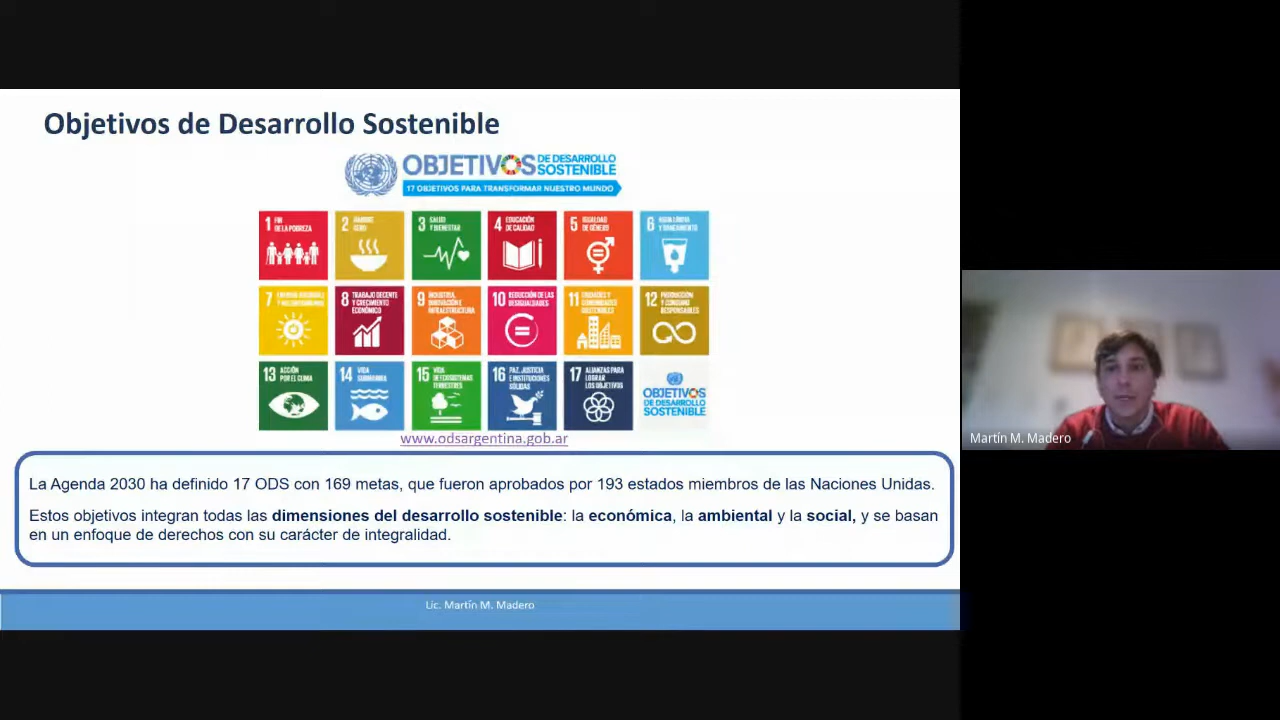 Objetivos de Desarrollo Sostenible
OBJETIVOS DE DESARROLLO SOSTENIBLE
17 OBJETIVOS PARA TRANSFORMAR NUESTRO MUNDO
1 FIN DE LA POBREZA
2 HAMBRE CERO
3 SALUD Y BIENESTAR
4 EDUCACIÓN DE CALIDAD
5 IGUALDAD DE GÉNERO
6 AGUA LIMPIA Y SANEAMIENTO
7
8 TRABAJO DECENTE Y CRECIMIENTO ECONÓMICO
9 INDUSTRIA, INNOVACIÓN E INFRAESTRUCTURA
10 REDUCCIÓN DE LAS DESIGUALDADES
11 CIUDADES Y COMUNIDADES SOSTENIBLES
12 PRODUCCIÓN Y CONSUMO RESPONSABLES
13 ACCIÓN POR EL CLIMA
14 VIDA SUBMARINA
15 VIDA DE ECOSISTEMAS TERRESTRES
16 PAZ, JUSTICIA E INSTITUCIONES SÓLIDAS
17 ALIANZAS PARA LOGRAR LOS OBJETIVOS
OBJETIVOS DE DESARROLLO SOSTENIBLE
www.odsargentina.gob.ar
La Agenda 2030 ha definido 17 ODS con 169 metas, que fueron aprobados por 193 estados miembros de las Naciones Unidas.
Estos objetivos integran todas las dimensiones del desarrollo sostenible: la económica, la ambiental y la social, y se basan
en un enfoque de derechos con su carácter de integralidad.
Lic. Martín M. Madero
Martín M. Madero